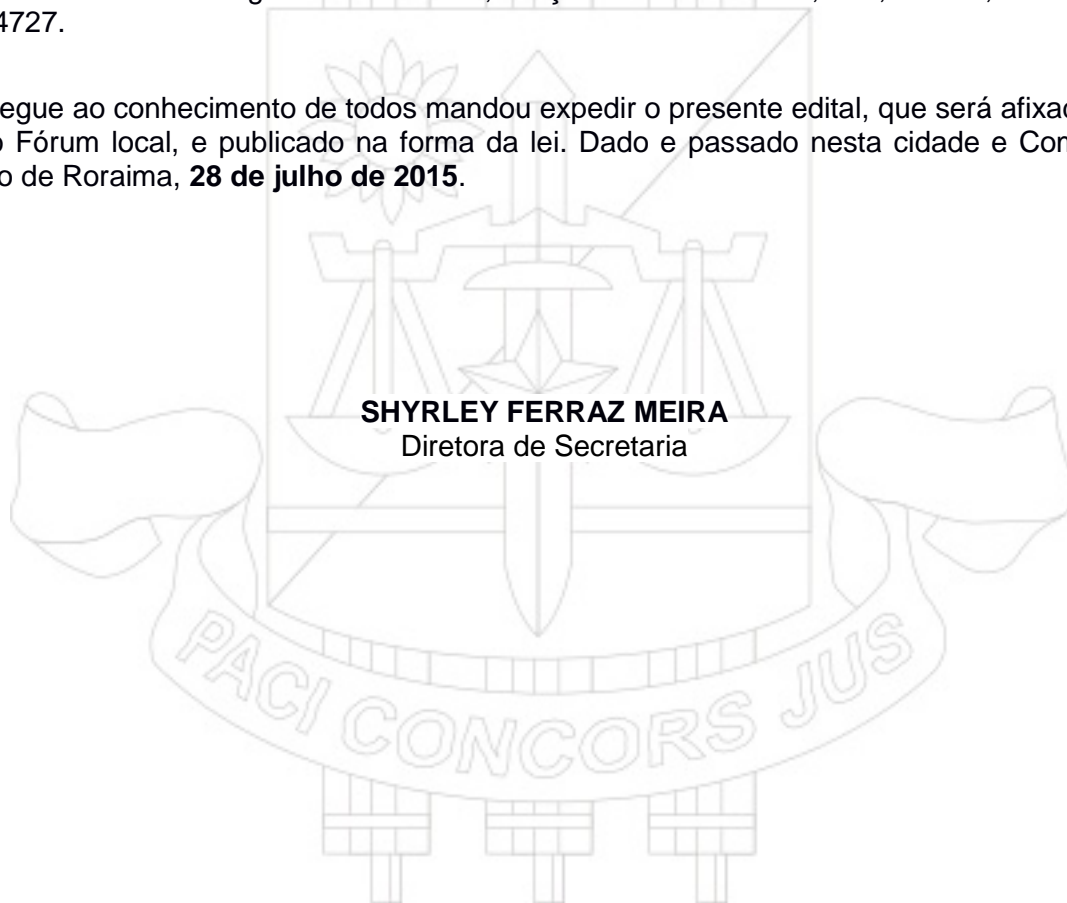 4727.
egue ao conhecimento de todos mandou expedir o presente edital, que será afixad
o Fórum local, e publicado na forma da lei. Dado e passado nesta cidade e Com
o de Roraima, 28 de julho de 2015.
SHYRLEY FERRAZ MEIRA
Diretora de Secretaria
PACI CONCORS JUS